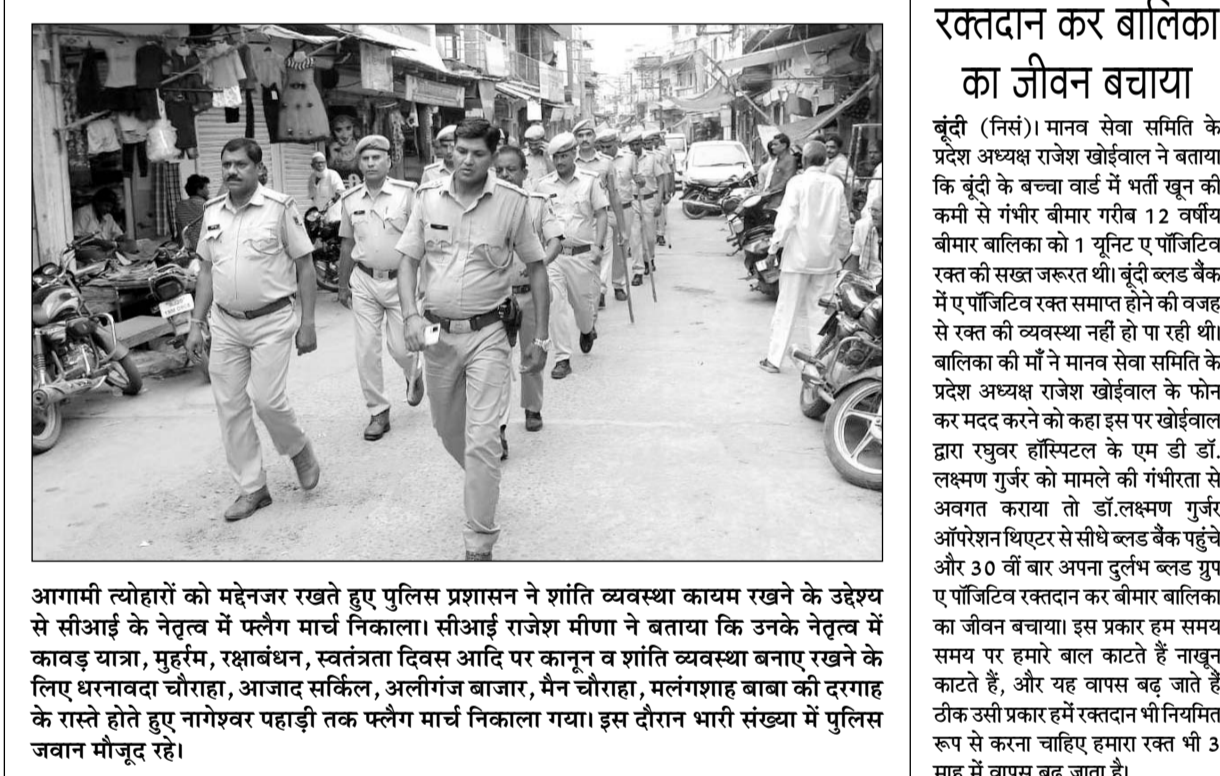 आगामी त्योहारों को मद्देनजर रखते हुए पुलिस प्रशासन ने शांति व्यवस्था कायम रखने के उद्देश्य
से सीआई के नेतृत्व में फ्लैग मार्च निकाला। सीआई राजेश मीणा ने बताया कि उनके नेतृत्व में
कावड़ यात्रा, मुहर्रम, रक्षाबंधन, स्वतंत्रता दिवस आदि पर कानून व शांति व्यवस्था बनाए रखने के
लिए धरनावदा चौराहा, आजाद सर्किल, अलीगंज बाजार, मैन चौराहा, मलंगशाह बाबा की दरगाह
के रास्ते होते हुए नागेश्वर पहाड़ी तक फ्लैग मार्च निकाला गया। इस दौरान भारी संख्या में पुलिस
जवान मौजूद रहे।
रक्तदान कर बालिका
का जीवन बचाया
बूंदी (निसं)। मानव सेवा समिति के
प्रदेश अध्यक्ष राजेश खोईवाल ने बताया
कि बूंदी के बच्चा वार्ड में भर्ती खून की
कमी से गंभीर बीमार गरीब 12 वर्षीय
बीमार बालिका को 1 यूनिट ए पॉजिटिव
रक्त की सख्त जरूरत थी। बूंदी ब्लड बैंक
में ए पॉजिटिव रक्त समाप्त होने की वजह
से रक्त की व्यवस्था नहीं हो पा रही थी।
बालिका की माँ ने मानव सेवा समिति के
प्रदेश अध्यक्ष राजेश खोईवाल के फोन
कर मदद करने को कहा इस पर खोईवाल
द्वारा रघुवर हॉस्पिटल के एम डी डॉ.
लक्ष्मण गुर्जर को मामले की गंभीरता से
अवगत कराया तो डॉ.लक्ष्मण गुर्जर
ऑपरेशन थिएटर से सीधे ब्लड बैंक पहुंचे
और 30 वीं बार अपना दुर्लभ ब्लड ग्रुप
ए पॉजिटिव रक्तदान कर बीमार बालिका
का जीवन बचाया। इस प्रकार हम समय
समय पर हमारे बाल काटते हैं नाखून
काटते हैं, और यह वापस बढ़ जाते हैं
ठीक उसी प्रकार हमें रक्तदान भी नियमित
रूप से करना चाहिए हमारा रक्त भी 3
माह में वापस बढ़ जाता है।